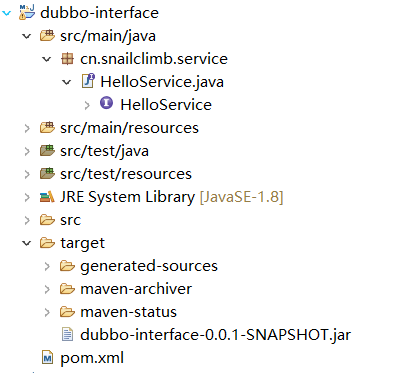 dubbo-interface
src/main/java
cn.snailclimb.service
HelloService.java
HelloService
src/main/resources
src/test/java
src/test/resources
JRE System Library [JavaSE-1.8]
src
target
generated-sources
maven-archiver
maven-status
dubbo-interface-0.0.1-SNAPSHOT.jar
pom.xml